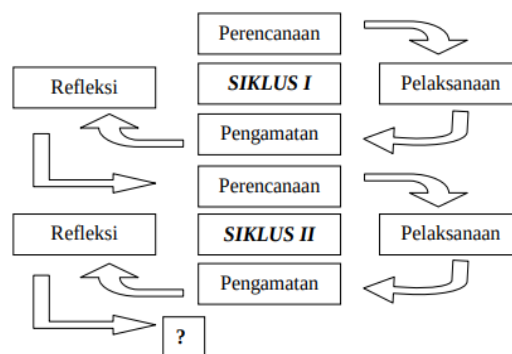 Perencanaan
Refleksi
SIKLUS I
Pelaksanaan
Pengamatan
Perencanaan
Refleksi
SIKLUS II
Pelaksanaan
Pengamatan
?